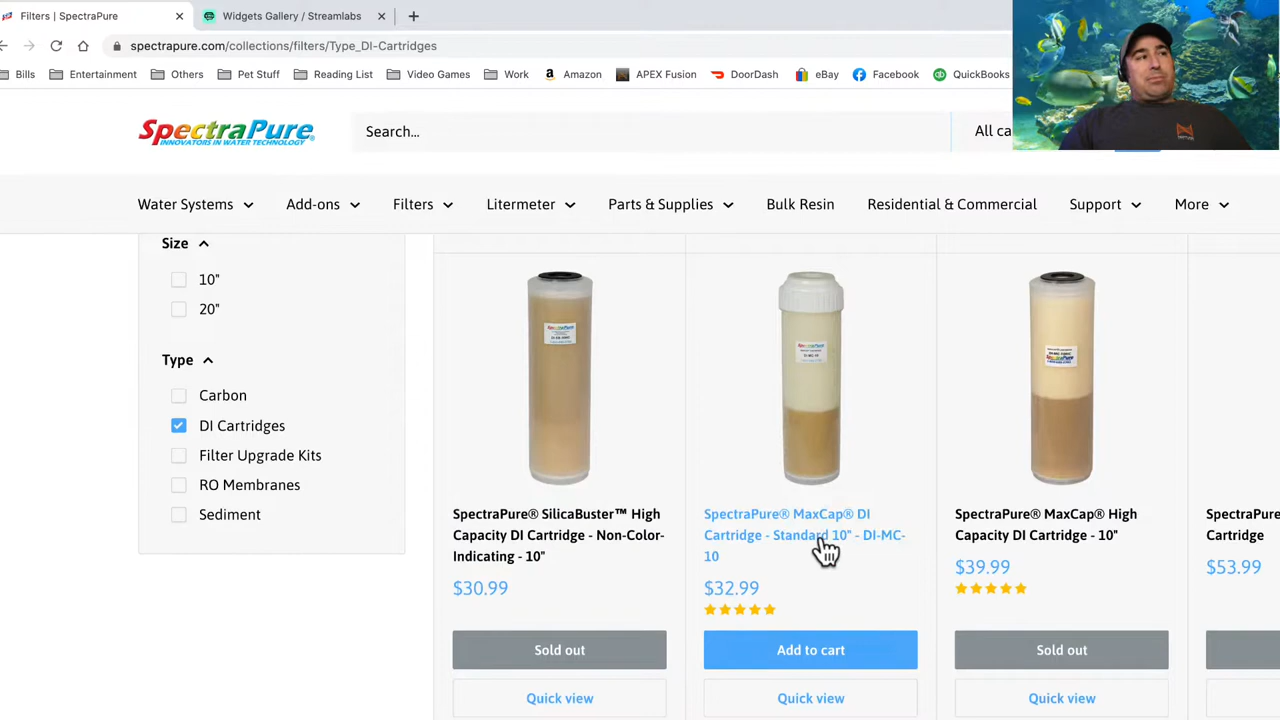 Filters | SpectraPure
Widgets Gallery / Streamlabs
spectrapure.com/collections/filters/Type_DI-Cartridges
Bills
Entertainment
Others
Pet Stuff
Reading List
Video Games
Work
Amazon
APEX Fusion
DoorDash
eBay
Facebook
QuickBooks
SpectraPure
INNOVATORS IN WATER TECHNOLOGY
Search...
All ca
Water Systems
Add-ons
Filters
Litermeter
Parts & Supplies
Bulk Resin
Residential & Commercial
Support
More
Size
10"
20"
Type
Carbon
DI Cartridges
Filter Upgrade Kits
RO Membranes
Sediment
SpectraPure® SilicaBuster™ High
Capacity DI Cartridge - Non-Color-
Indicating - 10"
$30.99
Sold out
Quick view
SpectraPure® MaxCap® DI
Cartridge - Standard 10" - DI-MC-
10
$32.99
Add to cart
Quick view
SpectraPure® MaxCap® High
Capacity DI Cartridge - 10"
$39.99
Sold out
Quick view
SpectraPure
Cartridge
$53.99